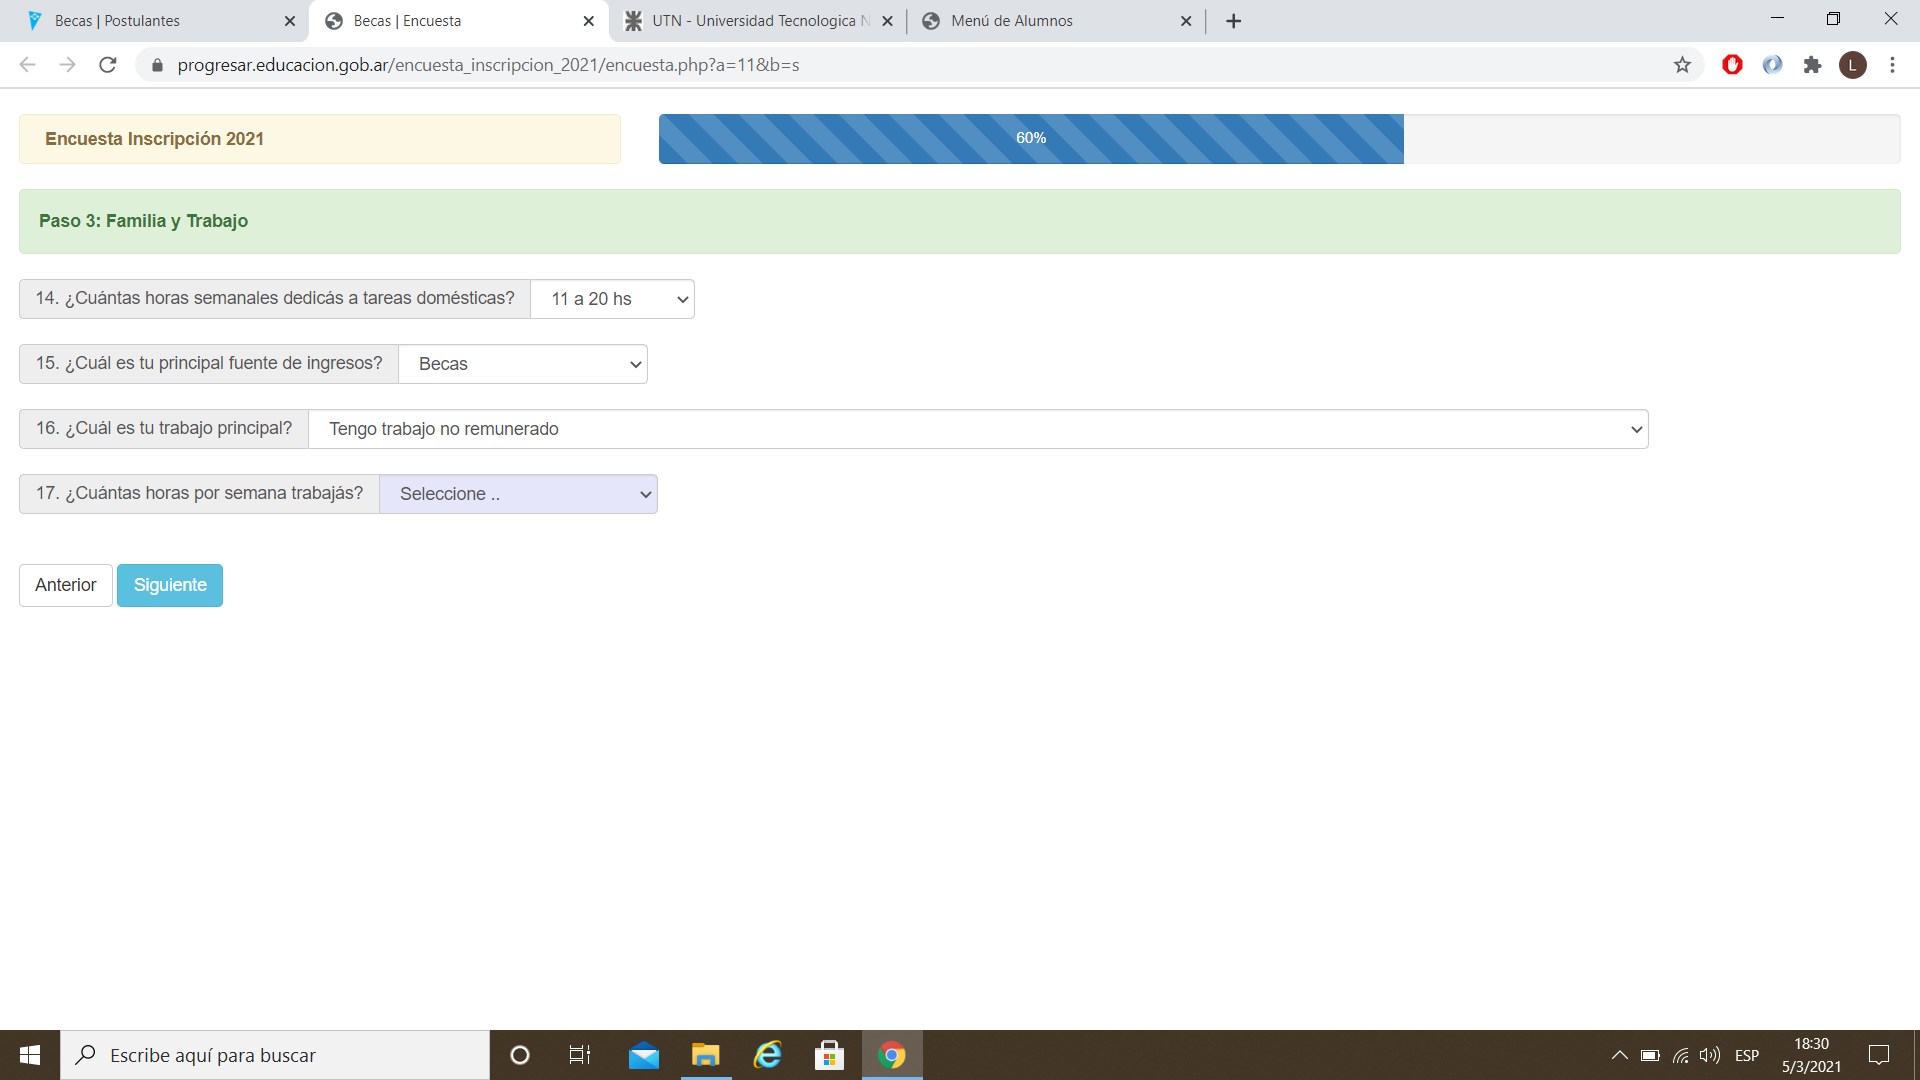 Becas | Postulantes
Becas | Encuesta
UTN - Universidad Tecnologica N
Menú de Alumnos
progresar.educacion.gob.ar/encuesta_inscripcion_2021/encuesta.php?a=11&b=s
L
Encuesta Inscripción 2021
60%
Paso 3: Familia y Trabajo
14. ¿Cuántas horas semanales dedicás a tareas domésticas? 11 a 20 hs
15. ¿Cuál es tu principal fuente de ingresos? Becas
16. ¿Cuál es tu trabajo principal? Tengo trabajo no remunerado
17. ¿Cuántas horas por semana trabajás? Seleccione ..
Anterior Siguiente
Escribe aquí para buscar
ESP
18:30
5/3/2021